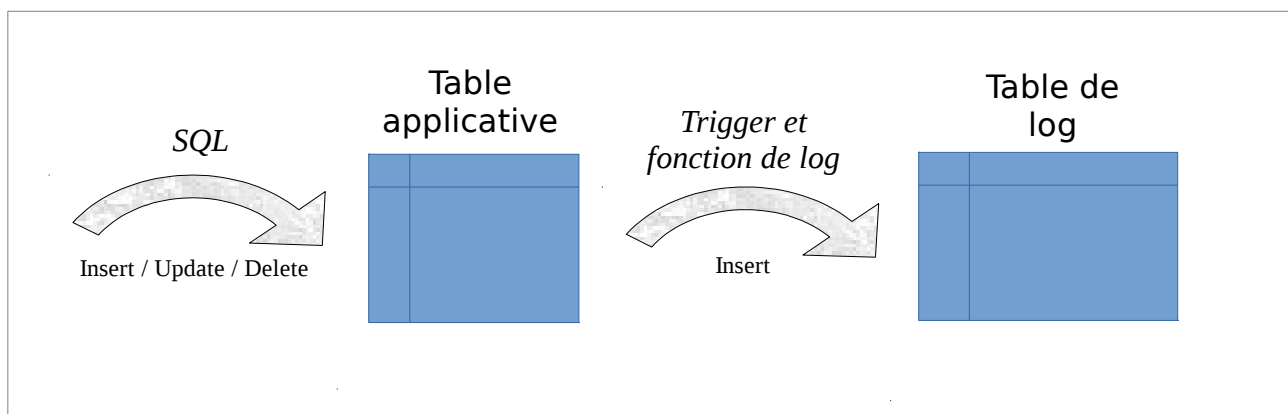 SQL
Insert / Update / Delete
Table
applicative
Trigger et
fonction de log
Insert
Table de
log